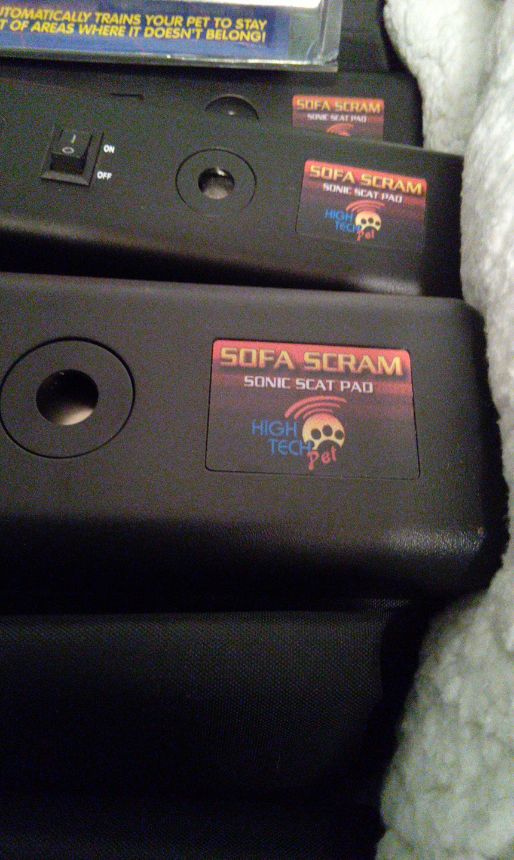 UTOMATICALLY TRAINS YOUR PET TO STAY
T OF AREAS WHERE IT DOESN'T BELONG!
SOFA SCRAM
SONIC SCAT PAD
I
O
ON
OFF
SOFA SCRAM
SONIC SCAT PAD
HIGH
TECH
Pet
SOFA SCRAM
SONIC SCAT PAD
HIGH
TECH
Pet